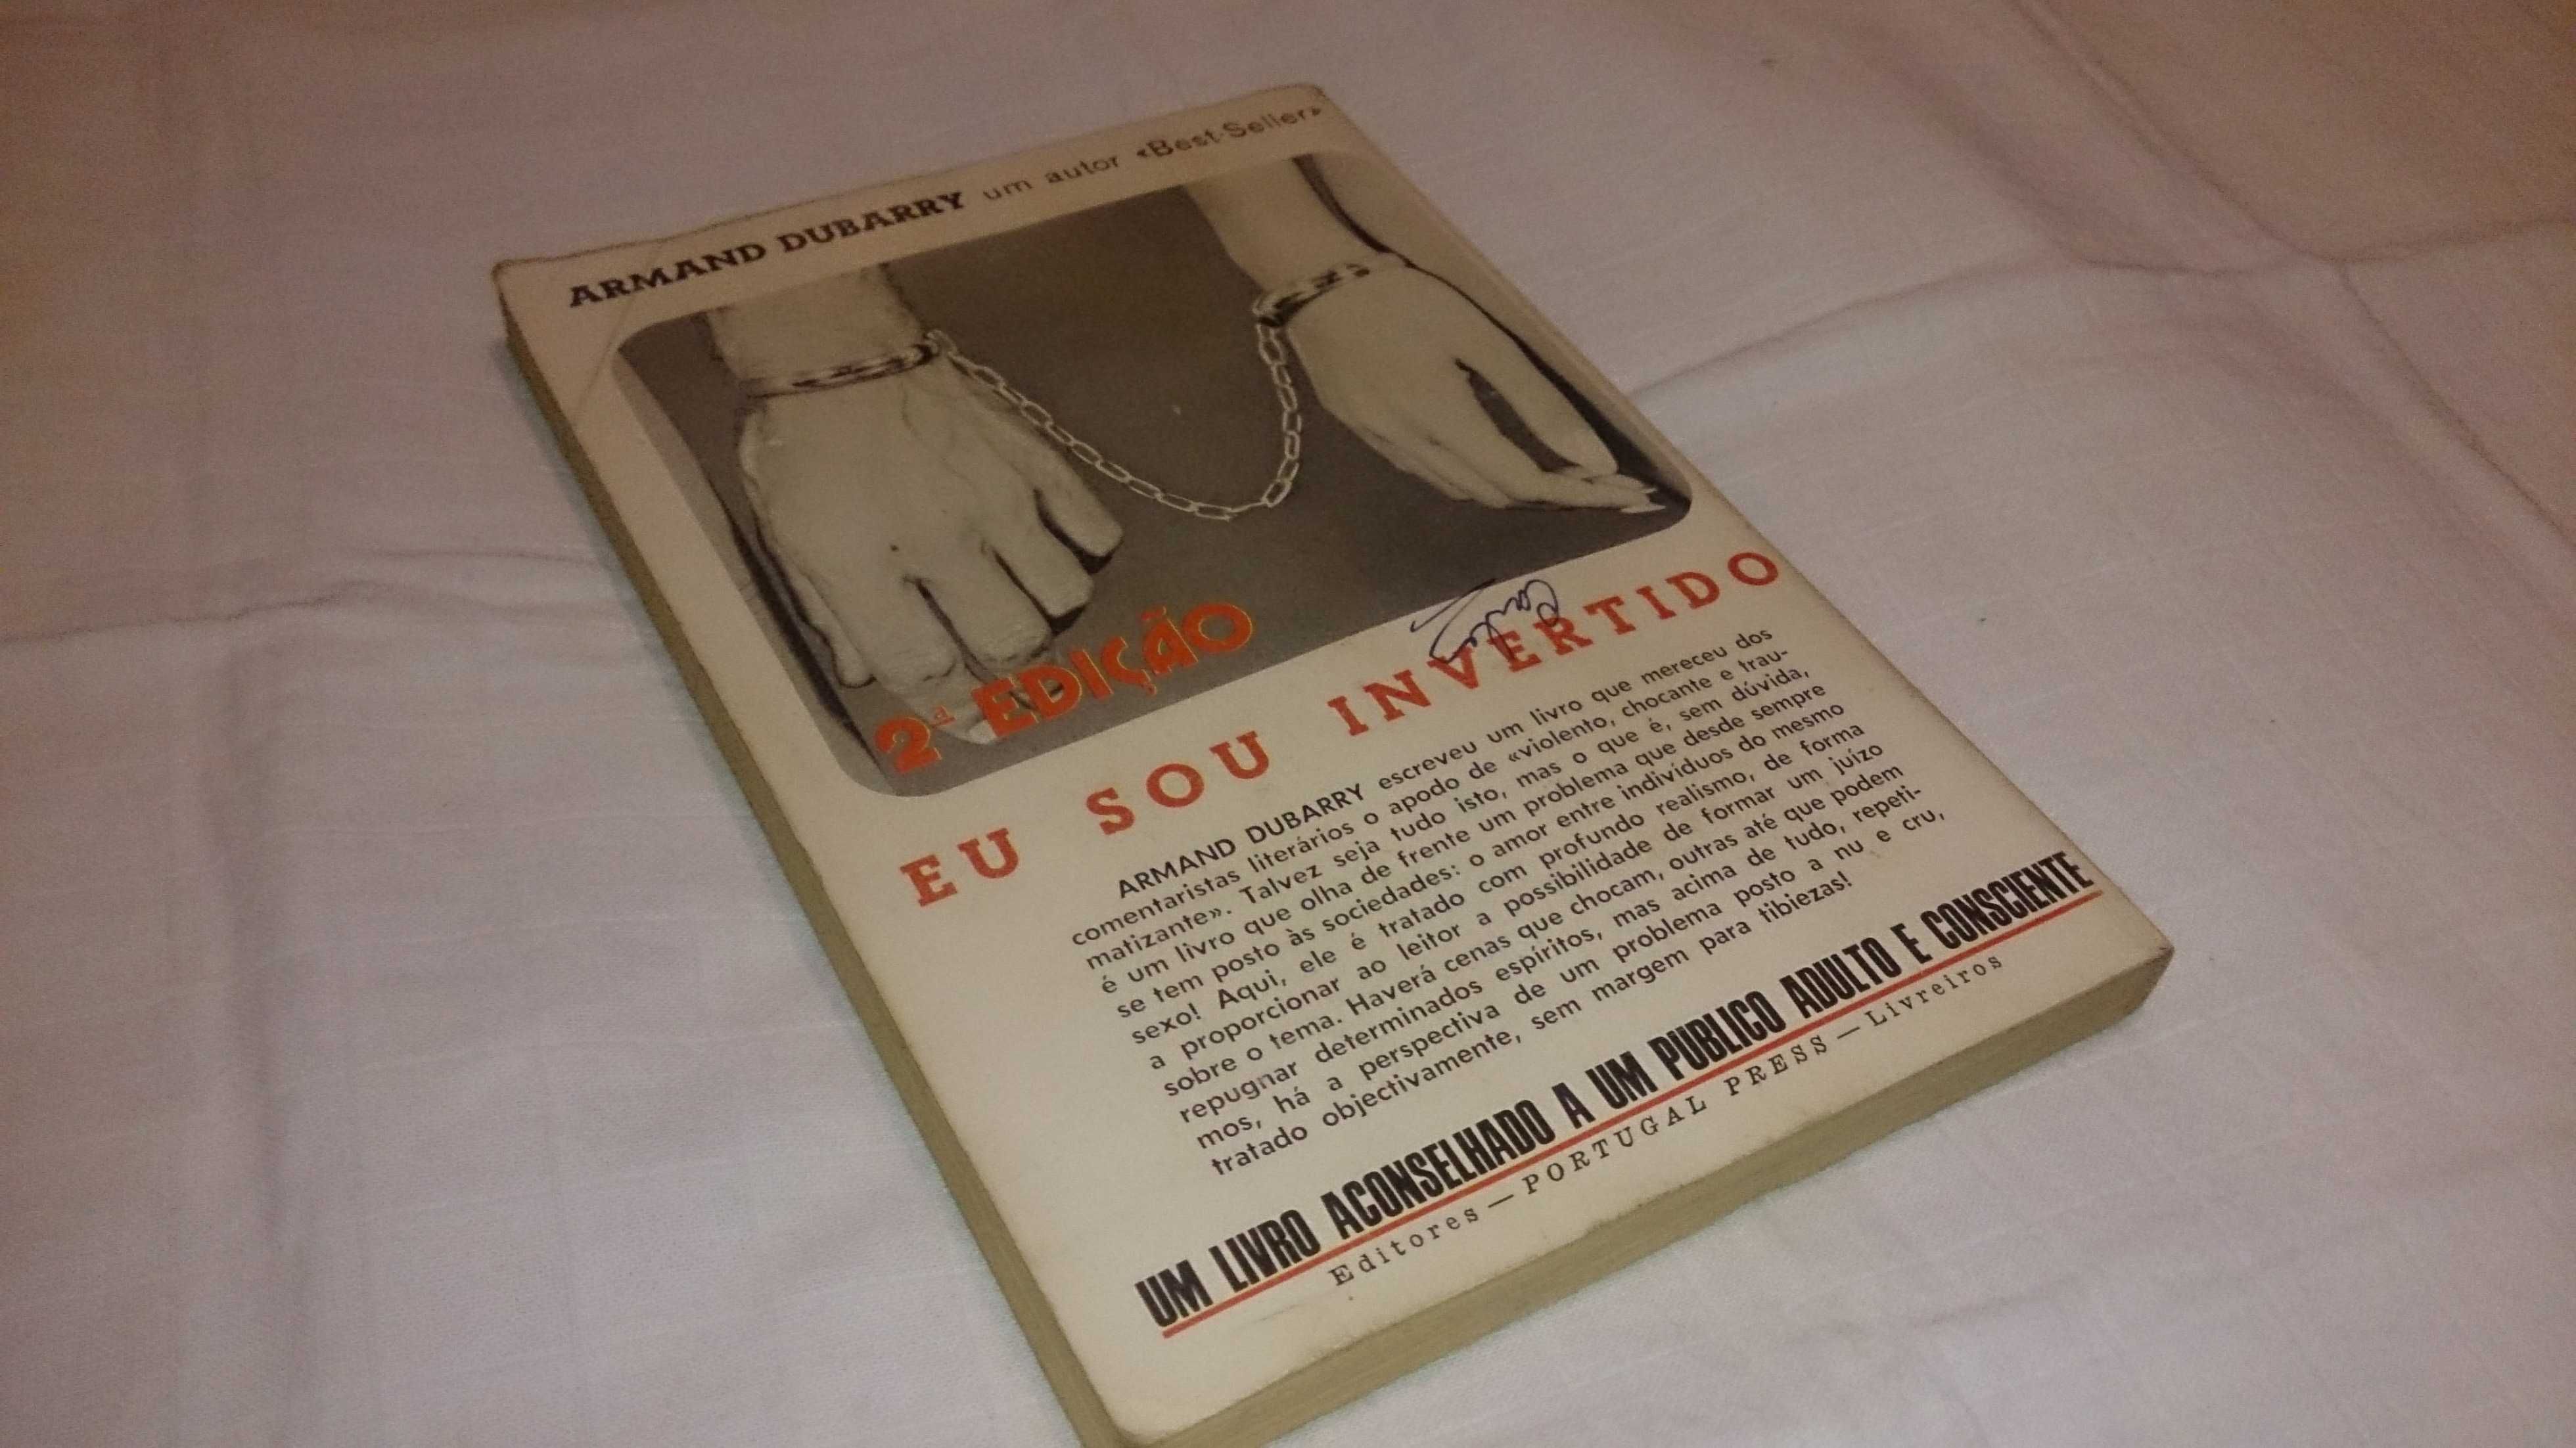 ARMAND DUBARRY um autor «Best-Seller»
2ª EDIÇÃO
EU SOU INVERTIDO
ARMAND DUBARRY escreveu um livro que mereceu dos
comentaristas literários o apodo de «violento, chocante e trau-
matizante». Talvez seja tudo isto, mas o que é, sem dúvida,
é um livro que olha de frente um problema que desde sempre
se tem posto às sociedades: o amor entre indivíduos do mesmo
sexo! Aqui, ele é tratado com profundo realismo, de forma
a proporcionar ao leitor a possibilidade de formar um juízo
sobre o tema. Haverá cenas que chocam, outras até que podem
repugnar determinados espíritos, mas acima de tudo, repeti-
mos, há a perspectiva de um problema posto a nu e cru,
tratado objectivamente, sem margem para tibiezas!
UM LIVRO ACONSELHADO A UM PUBLICO ADULTO E CONSCIENTE
Editores — PORTUGAL PRESS — Livreiros